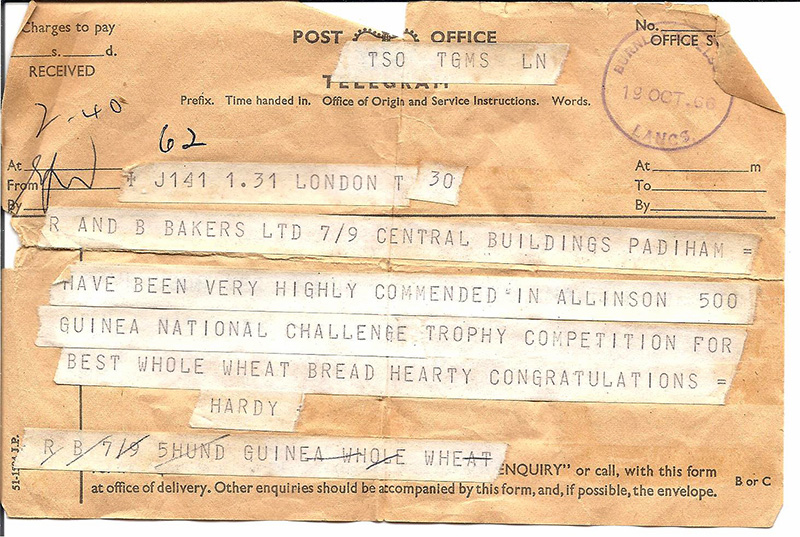 Charges to pay
s. d.
RECEIVED
POST OFFICE
No.
OFFICE S
TSO TGMS LN
TELEGRAM
Prefix. Time handed in. Office of Origin and Service Instructions. Words.
19 OCT. 66
LANCS.
2-40
62
At
From
By
✠ J141 1.31 LONDON T 30
At m
To
By
R AND B BAKERS LTD 7/9 CENTRAL BUILDINGS PADIHAM =
HAVE BEEN VERY HIGHLY COMMENDED IN ALLINSON 500
GUINEA NATIONAL CHALLENGE TROPHY COMPETITION FOR
BEST WHOLE WHEAT BREAD HEARTY CONGRATULATIONS =
HARDY =
R B 7/9 5HUND GUINEA WHOLE WHEAT
ENQUIRY" or call, with this form
at office of delivery. Other enquiries should be accompanied by this form, and, if possible, the envelope.
B or C